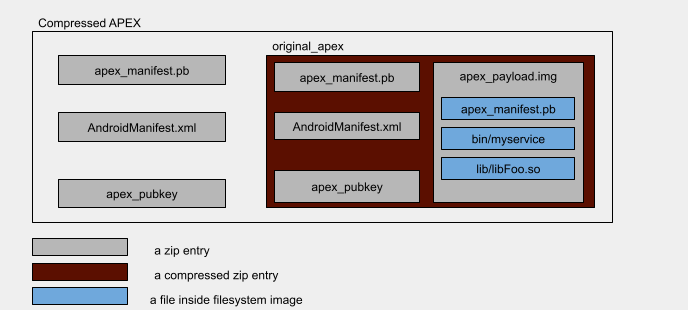 Compressed APEX
original_apex
apex_manifest.pb
AndroidManifest.xml
apex_pubkey
apex_manifest.pb
AndroidManifest.xml
apex_pubkey
apex_payload.img
apex_manifest.pb
bin/myservice
lib/libFoo.so
a zip entry
a compressed zip entry
a file inside filesystem image